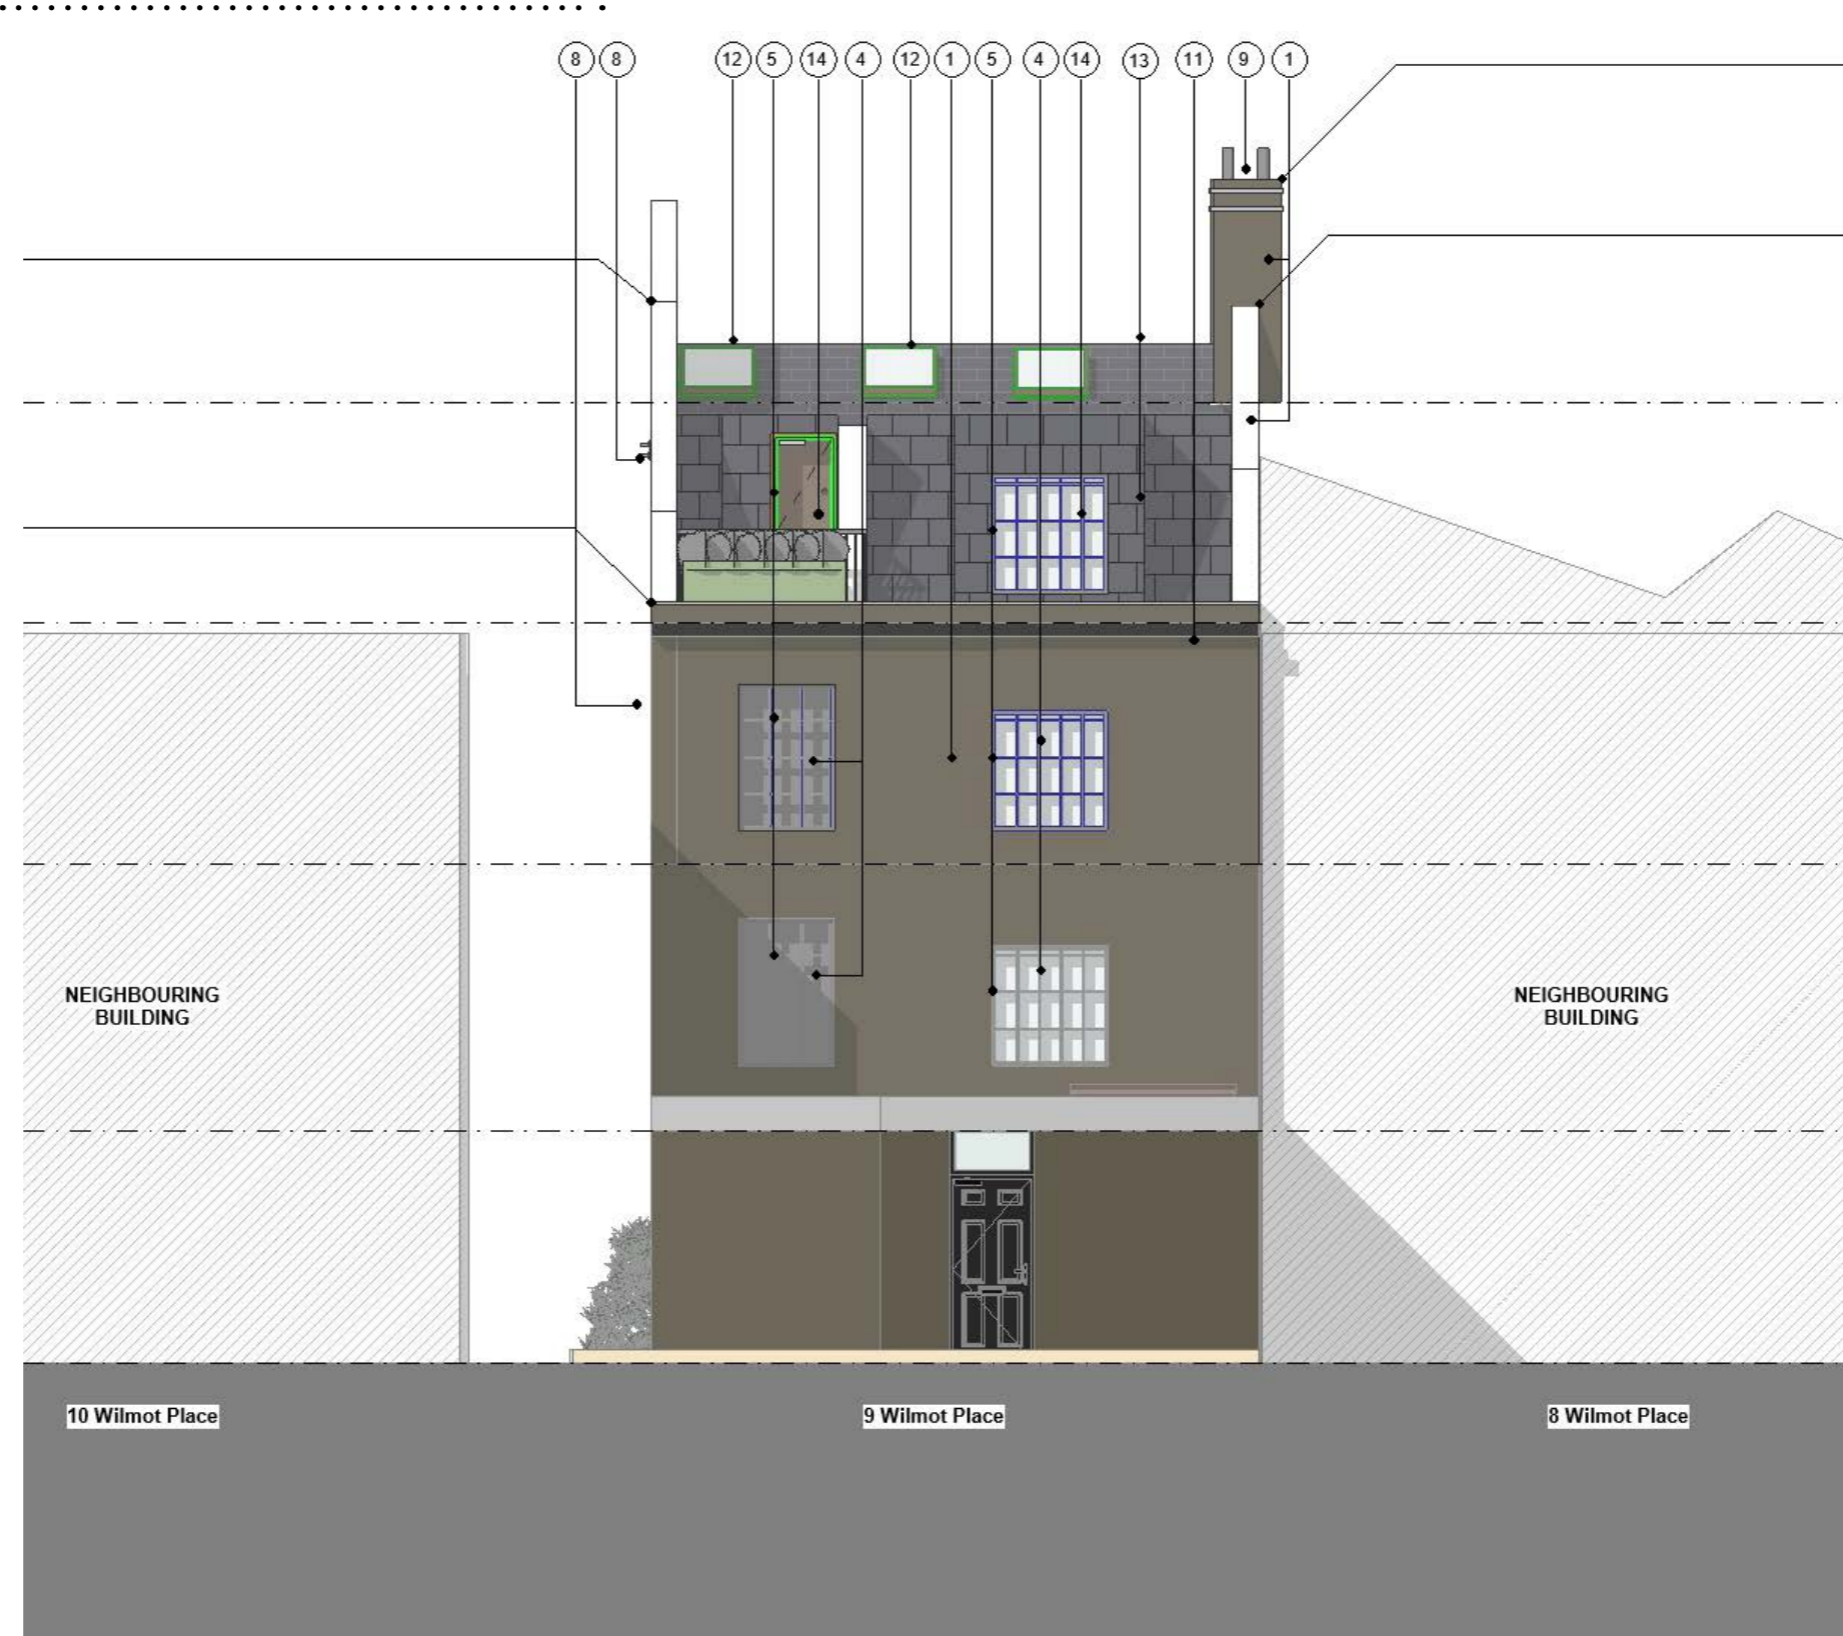 8 8 12 5 14 4 12 1 5 4 14 13 11 9 1
NEIGHBOURING
BUILDING
NEIGHBOURING
BUILDING
10 Wilmot Place
9 Wilmot Place
8 Wilmot Place